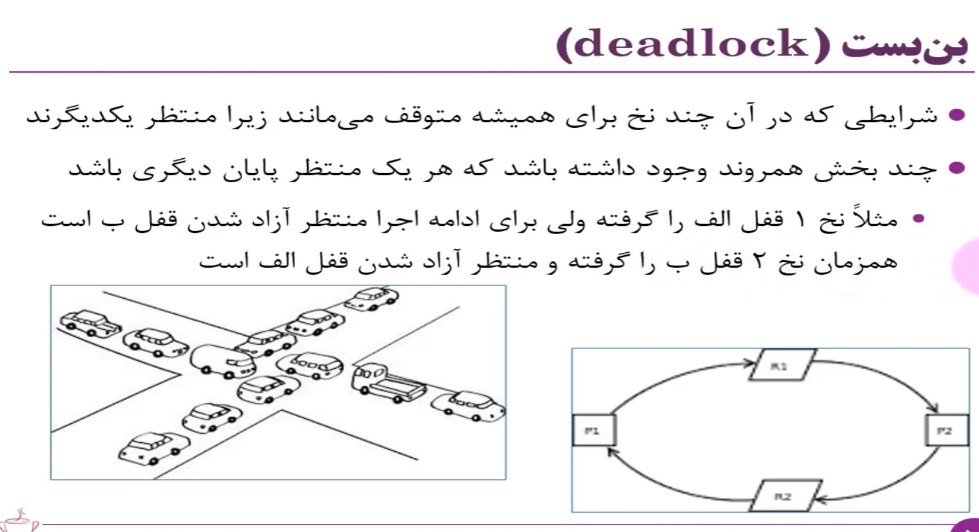 بن‌بست (deadlock)
شرایطی که در آن چند نخ برای همیشه متوقف می‌مانند زیرا منتظر یکدیگرند
چند بخش همروند وجود داشته باشد که هر یک منتظر پایان دیگری باشد
مثلاً نخ ۱ قفل الف را گرفته ولی برای ادامه اجرا منتظر آزاد شدن قفل ب است
همزمان نخ ۲ قفل ب را گرفته و منتظر آزاد شدن قفل الف است
R1
P1
P2
R2